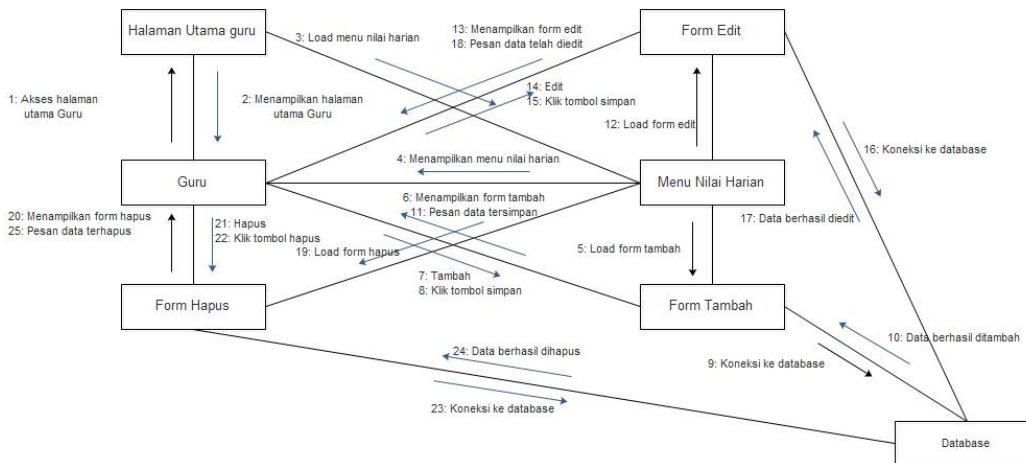 Halaman Utama guru
3: Load menu nilai harian
13: Menampilkan form edit
18: Pesan data telah diedit
Form Edit
1: Akses halaman
utama Guru
2: Menampilkan halaman
utama Guru
14: Edit
15: Klik tombol simpan
12: Load form edit
16: Koneksi ke database
4: Menampilkan menu nilai harian
Guru
Menu Nilai Harian
6: Menampilkan form tambah
11: Pesan data tersimpan
17: Data berhasil diedit
20: Menampilkan form hapus
25: Pesan data terhapus
21: Hapus
22: Klik tombol hapus
19: Load form hapus
5: Load form tambah
7: Tambah
8: Klik tombol simpan
Form Hapus
Form Tambah
10: Data berhasil ditambah
24: Data berhasil dihapus
9: Koneksi ke database
23: Koneksi ke database
Database